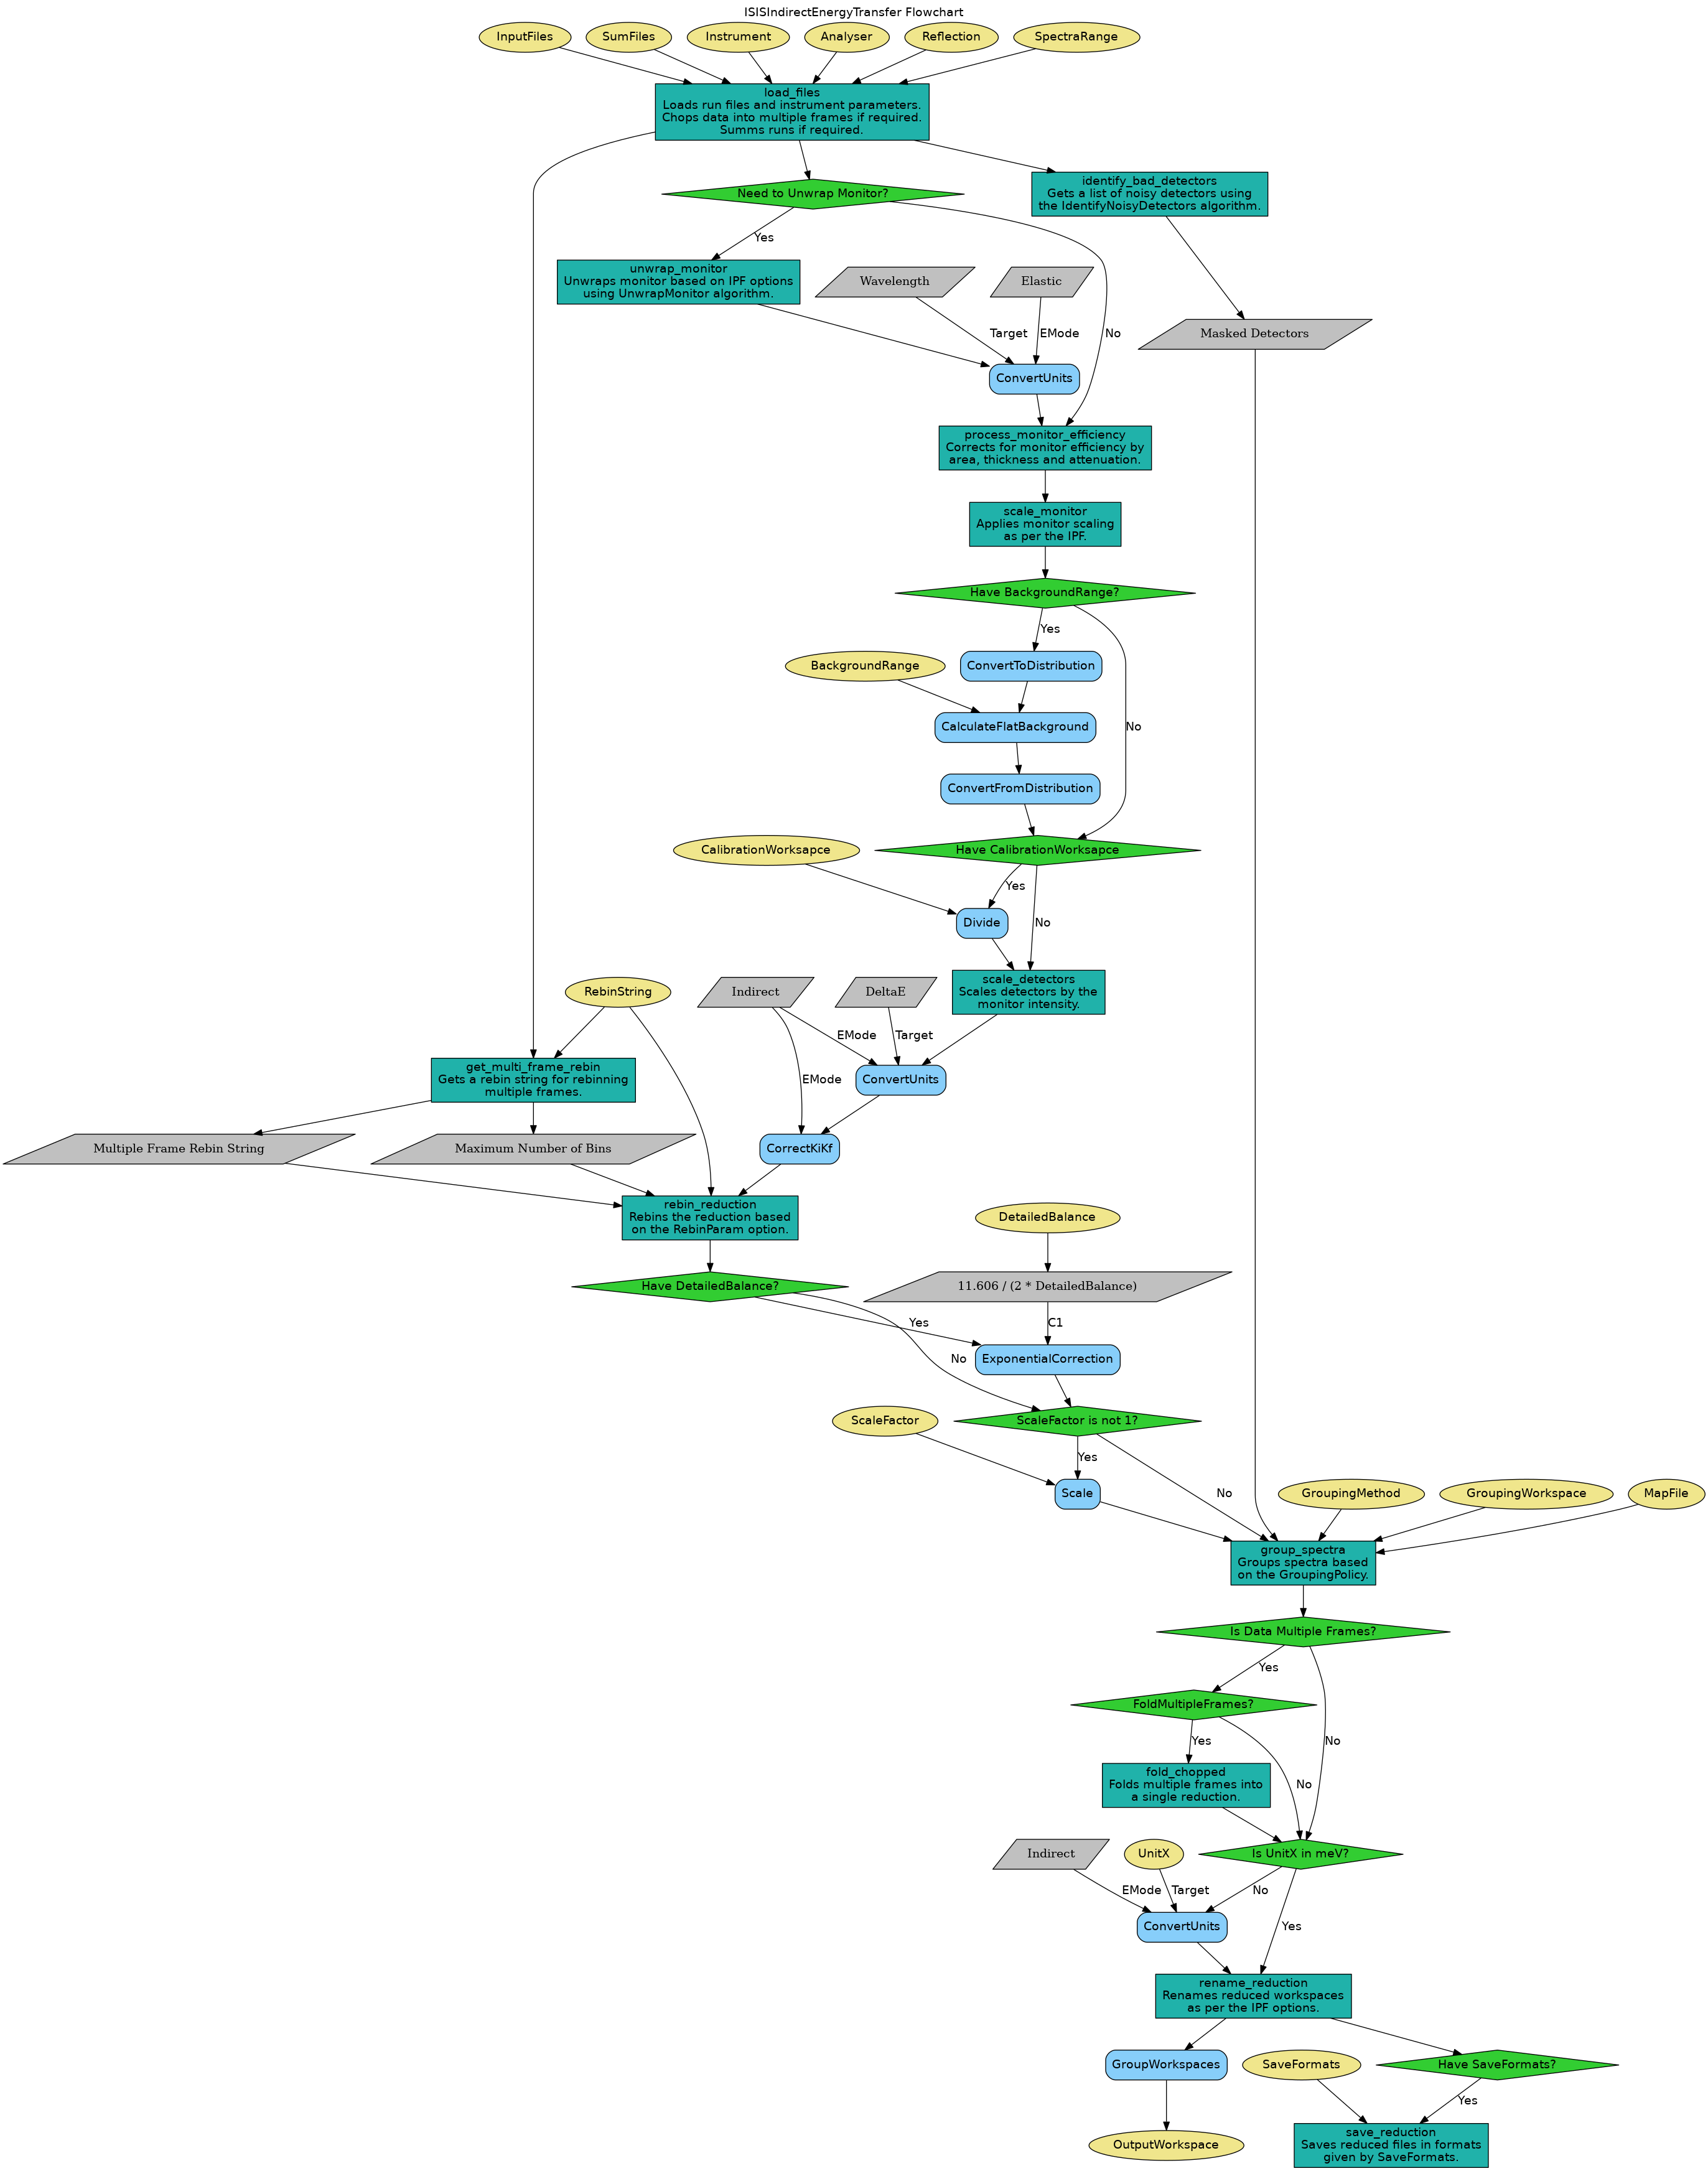 ISISIndirectEnergyTransfer Flowchart
InputFiles
SumFiles
Instrument
Analyser
Reflection
SpectraRange
load_files
Loads run files and instrument parameters.
Chops data into multiple frames if required.
Summs runs if required.
Need to Unwrap Monitor?
identify_bad_detectors
Gets a list of noisy detectors using
the IdentifyNoisyDetectors algorithm.
Yes
unwrap_monitor
Unwraps monitor based on IPF options
using UnwrapMonitor algorithm.
Wavelength
Elastic
Target
EMode
No
Masked Detectors
ConvertUnits
process_monitor_efficiency
Corrects for monitor efficiency by
area, thickness and attenuation.
scale_monitor
Applies monitor scaling
as per the IPF.
Have BackgroundRange?
Yes
BackgroundRange
ConvertToDistribution
CalculateFlatBackground
No
ConvertFromDistribution
CalibrationWorksapce
Have CalibrationWorksapce
Yes
Divide
No
RebinString
Indirect
DeltaE
scale_detectors
Scales detectors by the
monitor intensity.
EMode
Target
get_multi_frame_rebin
Gets a rebin string for rebinning
multiple frames.
EMode
ConvertUnits
Multiple Frame Rebin String
Maximum Number of Bins
CorrectKiKf
rebin_reduction
Rebins the reduction based
on the RebinParam option.
DetailedBalance
Have DetailedBalance?
11.606 / (2 * DetailedBalance)
Yes
C1
No
ExponentialCorrection
ScaleFactor
ScaleFactor is not 1?
Yes
Scale
No
GroupingMethod
GroupingWorkspace
MapFile
group_spectra
Groups spectra based
on the GroupingPolicy.
Is Data Multiple Frames?
Yes
FoldMultipleFrames?
Yes
No
No
fold_chopped
Folds multiple frames into
a single reduction.
Indirect
UnitX
Is UnitX in meV?
EMode
Target
No
ConvertUnits
Yes
rename_reduction
Renames reduced workspaces
as per the IPF options.
GroupWorkspaces
SaveFormats
Have SaveFormats?
Yes
OutputWorkspace
save_reduction
Saves reduced files in formats
given by SaveFormats.